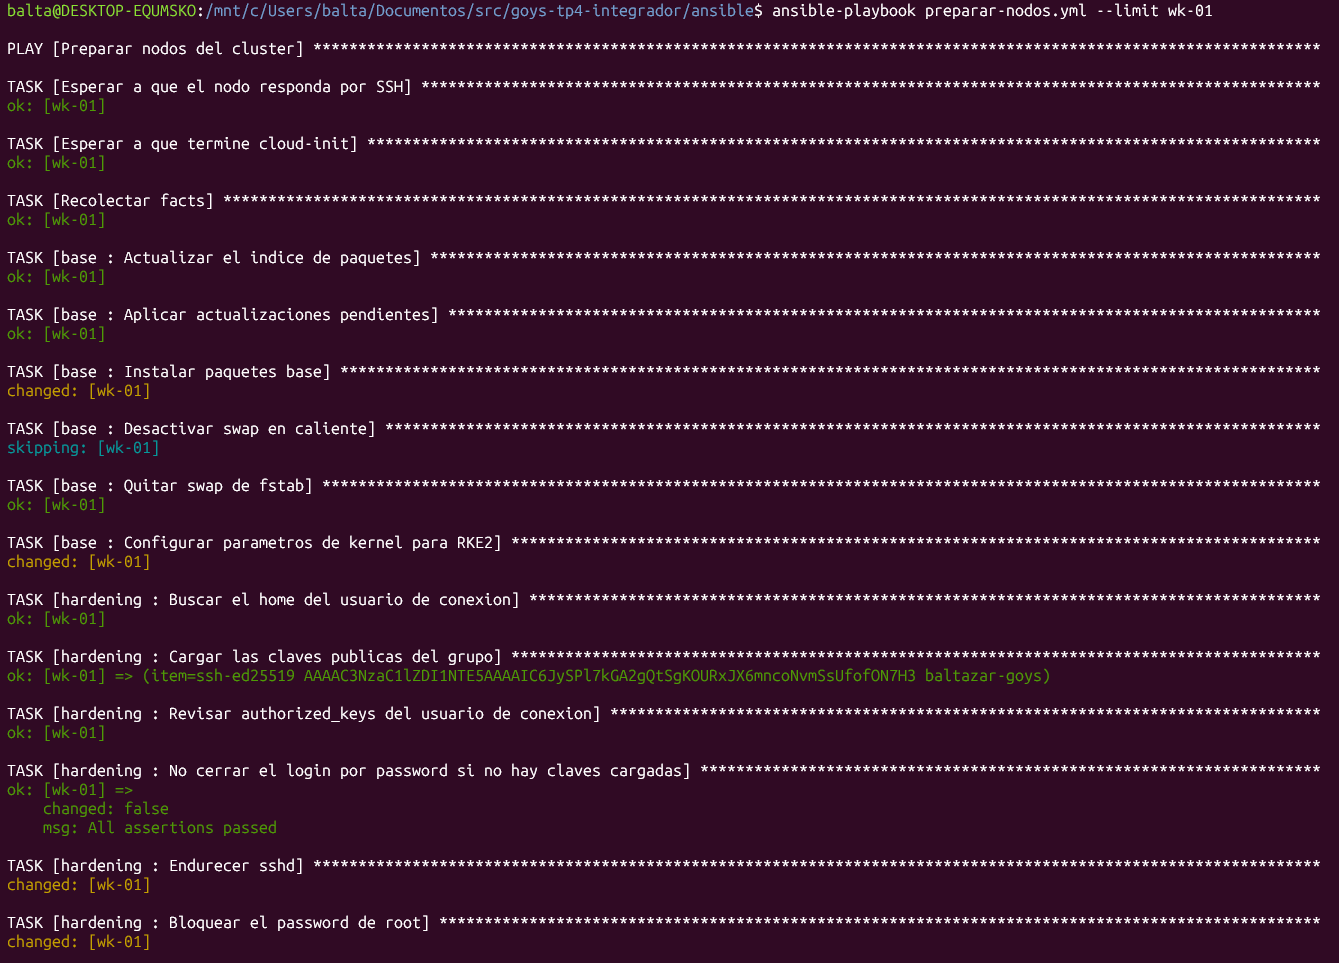 balta@DESKTOP-EQUMSKO:/mnt/c/Users/balta/Documentos/src/goys-tp4-integrador/ansible$ ansible-playbook preparar-nodos.yml --limit wk-01
PLAY [Preparar nodos del cluster] ****************************************************************************************************************
TASK [Esperar a que el nodo responda por SSH] ****************************************************************************************************
ok: [wk-01]
TASK [Esperar a que termine cloud-init] **********************************************************************************************************
ok: [wk-01]
TASK [Recolectar facts] **************************************************************************************************************************
ok: [wk-01]
TASK [base : Actualizar el indice de paquetes] ***************************************************************************************************
ok: [wk-01]
TASK [base : Aplicar actualizaciones pendientes] *************************************************************************************************
ok: [wk-01]
TASK [base : Instalar paquetes base] *************************************************************************************************************
changed: [wk-01]
TASK [base : Desactivar swap en caliente] ********************************************************************************************************
skipping: [wk-01]
TASK [base : Quitar swap de fstab] ***************************************************************************************************************
ok: [wk-01]
TASK [base : Configurar parametros de kernel para RKE2] ******************************************************************************************
changed: [wk-01]
TASK [hardening : Buscar el home del usuario de conexion] ****************************************************************************************
ok: [wk-01]
TASK [hardening : Cargar las claves publicas del grupo] ******************************************************************************************
ok: [wk-01] => (item=ssh-ed25519 AAAAC3NzaC1lZDI1NTE5AAAAIC6JySPl7kGA2gQtSgKOURxJX6mncoNvmSsUfofON7H3 baltazar-goys)
TASK [hardening : Revisar authorized_keys del usuario de conexion] *******************************************************************************
ok: [wk-01]
TASK [hardening : No cerrar el login por password si no hay claves cargadas] *********************************************************************
ok: [wk-01] =>
    changed: false
    msg: All assertions passed
TASK [hardening : Endurecer sshd] ****************************************************************************************************************
changed: [wk-01]
TASK [hardening : Bloquear el password de root] **************************************************************************************************
changed: [wk-01]